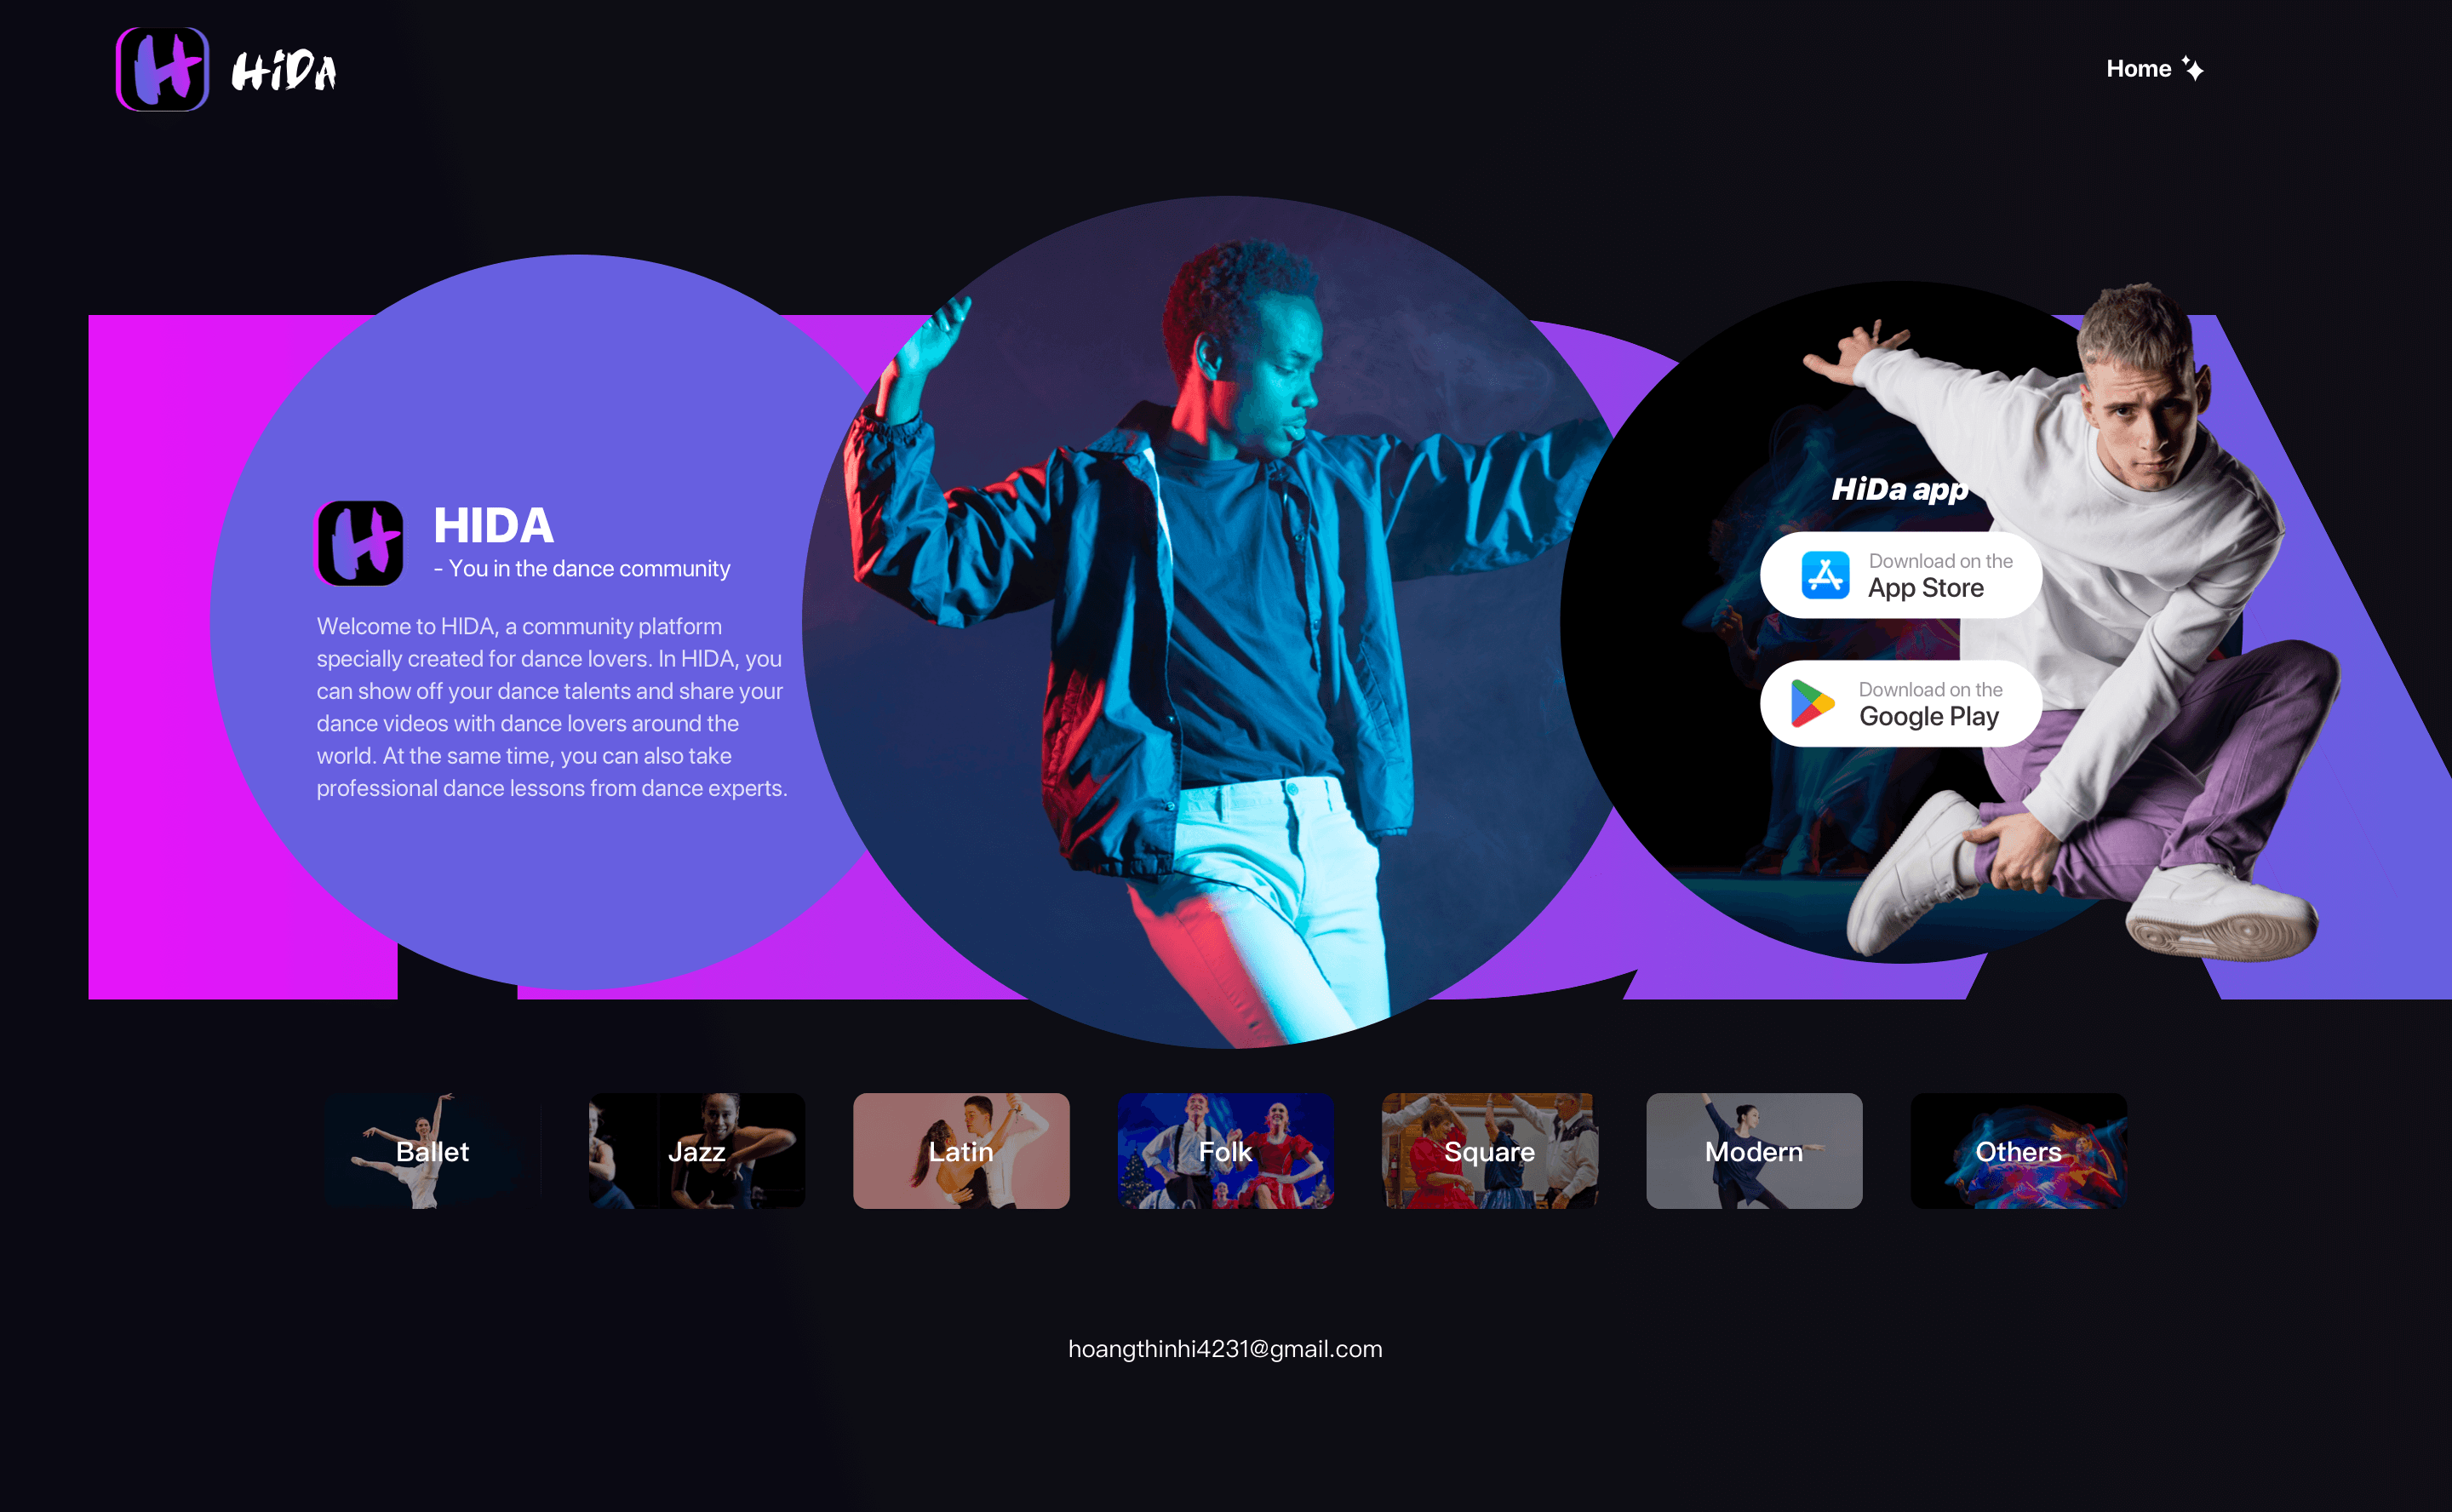 HiDA
Home
HIDA
- You in the dance community
Welcome to HIDA, a community platform
specially created for dance lovers. In HIDA, you
can show off your dance talents and share your
dance videos with dance lovers around the
world. At the same time, you can also take
professional dance lessons from dance experts.
HiDa app
Download on the
App Store
Download on the
Google Play
Ballet
Jazz
Latin
Folk
Square
Modern
Others
hoangthinhi4231@gmail.com